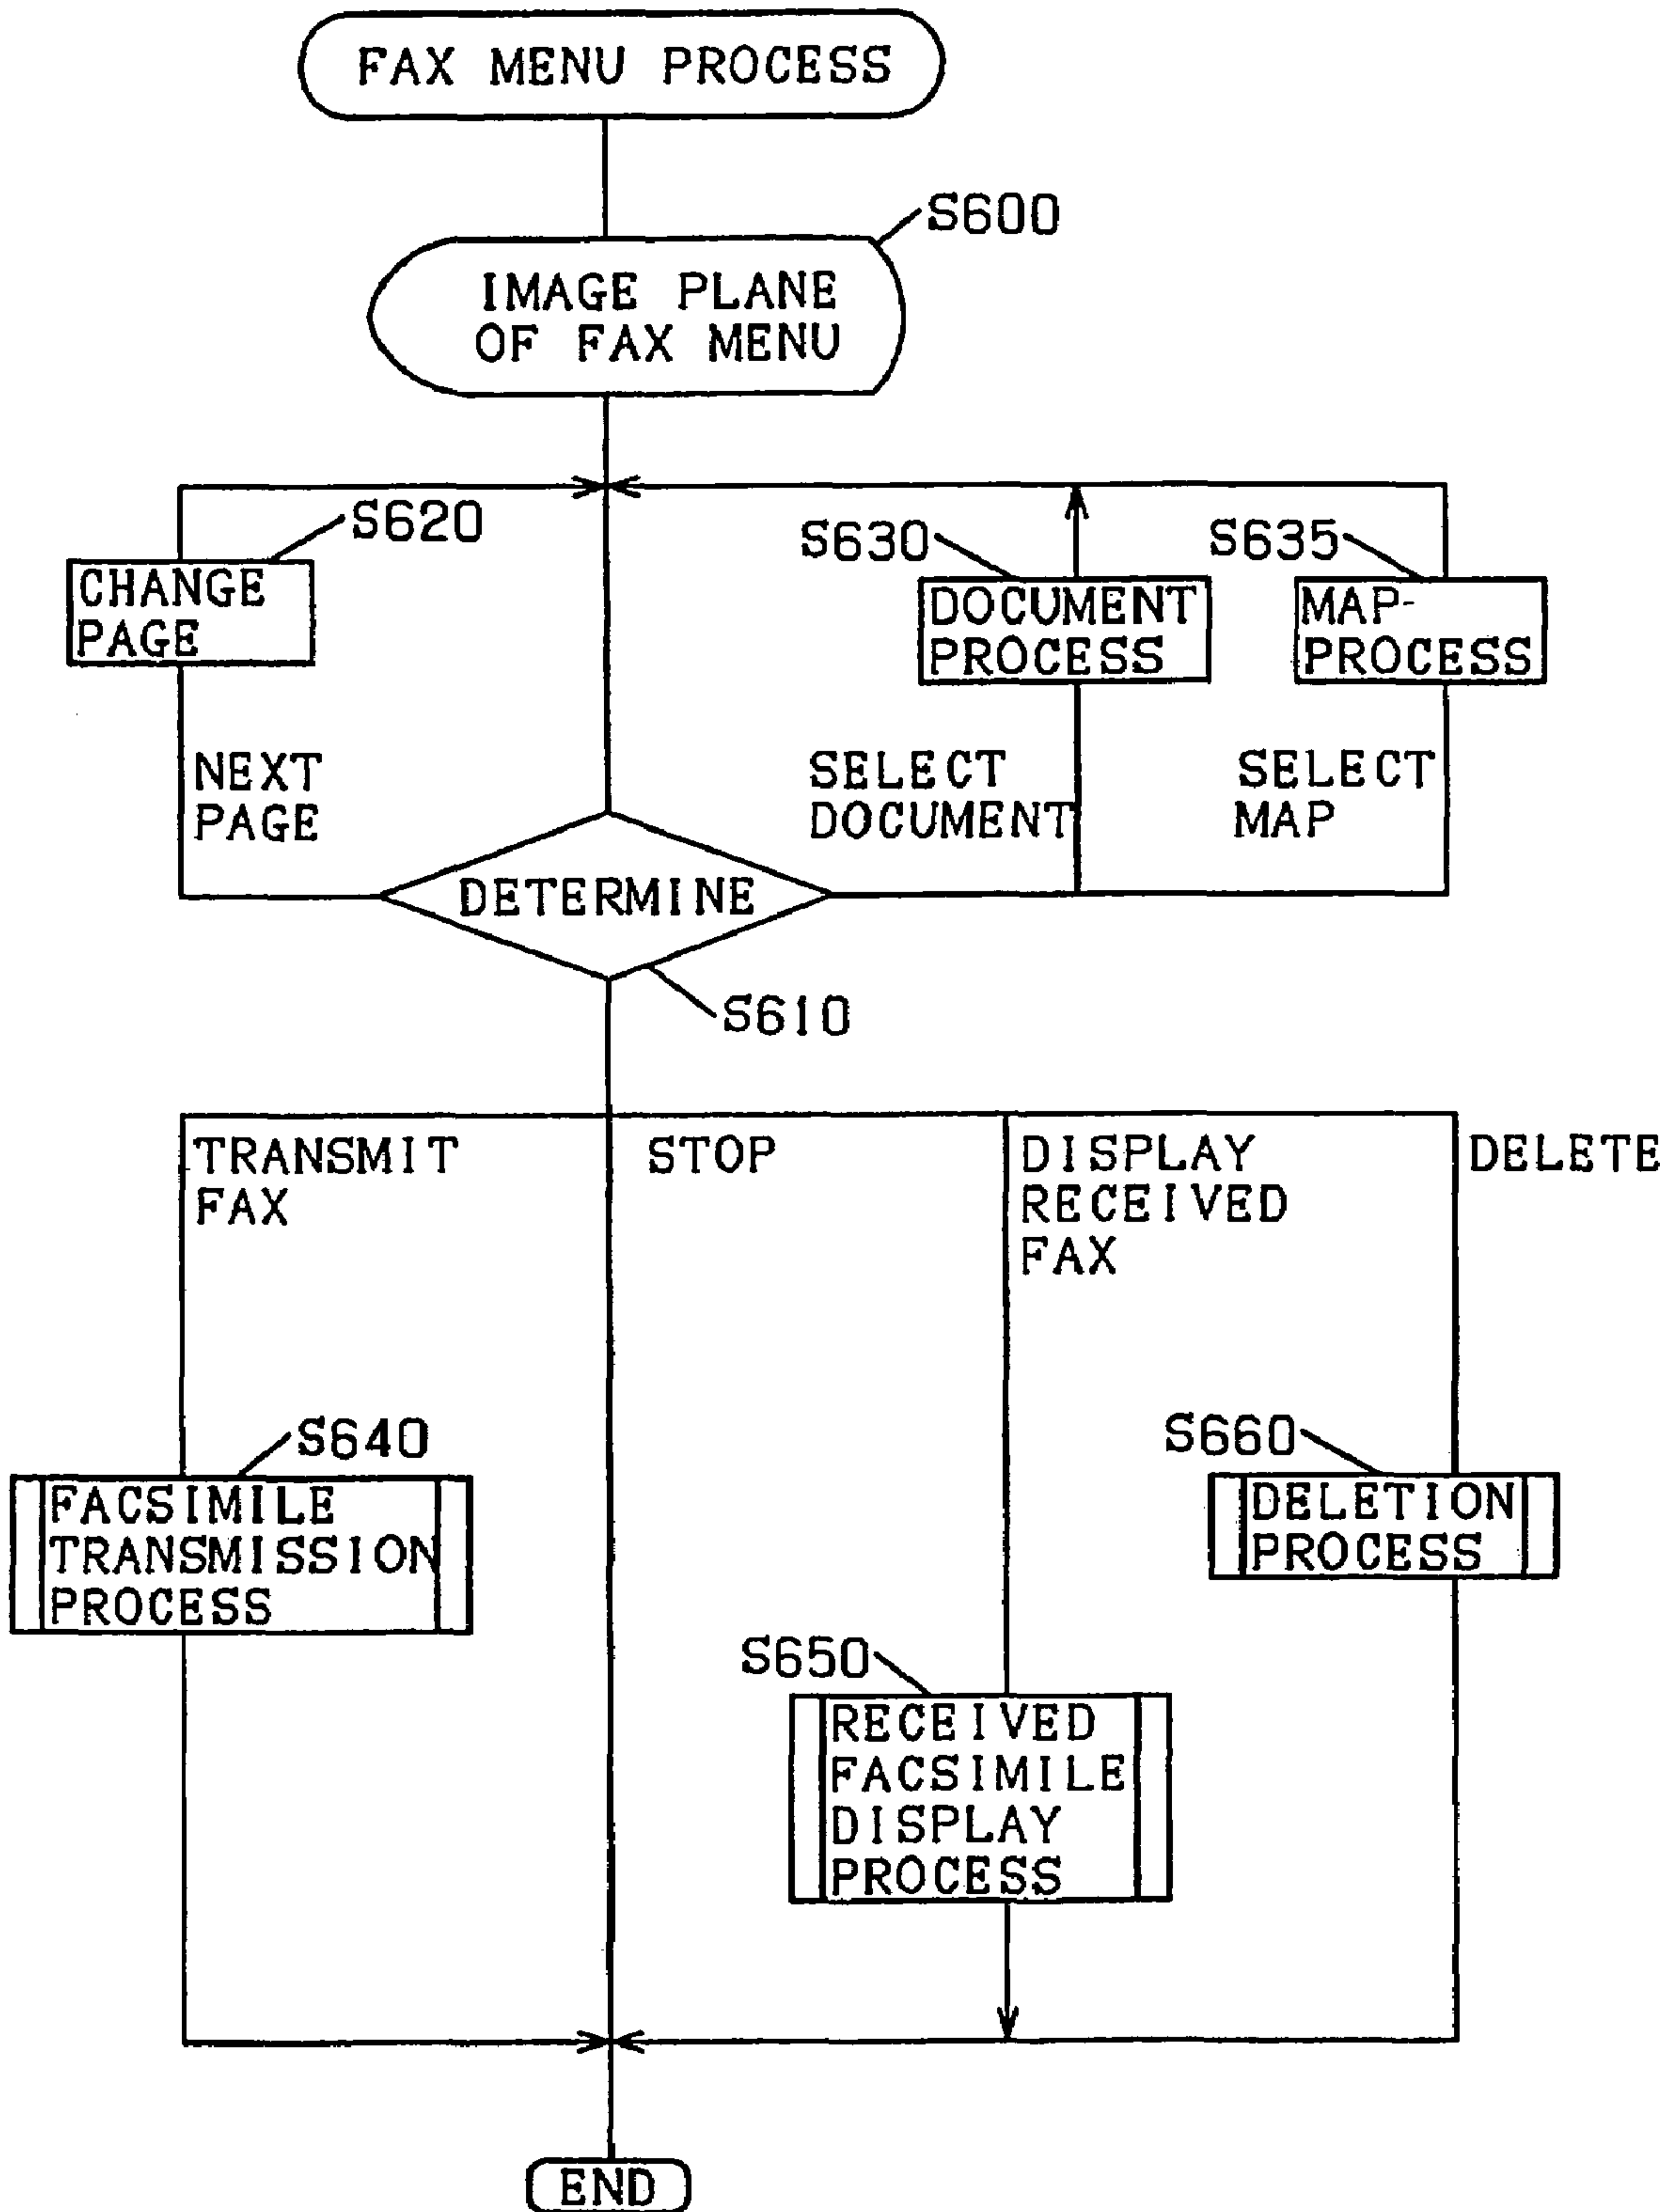 FAX MENU PROCESS
S600
IMAGE PLANE
OF FAX MENU
S620
S630
S635
CHANGE
PAGE
DOCUMENT
PROCESS
MAP-
PROCESS
NEXT
PAGE
SELECT
DOCUMENT
SELECT
MAP
DETERMINE
S610
TRANSMIT
FAX
STOP
DISPLAY
RECEIVED
FAX
DELETE
S640
FACSIMILE
TRANSMISSION
PROCESS
S660
DELETION
PROCESS
S650
RECEIVED
FACSIMILE
DISPLAY
PROCESS
END